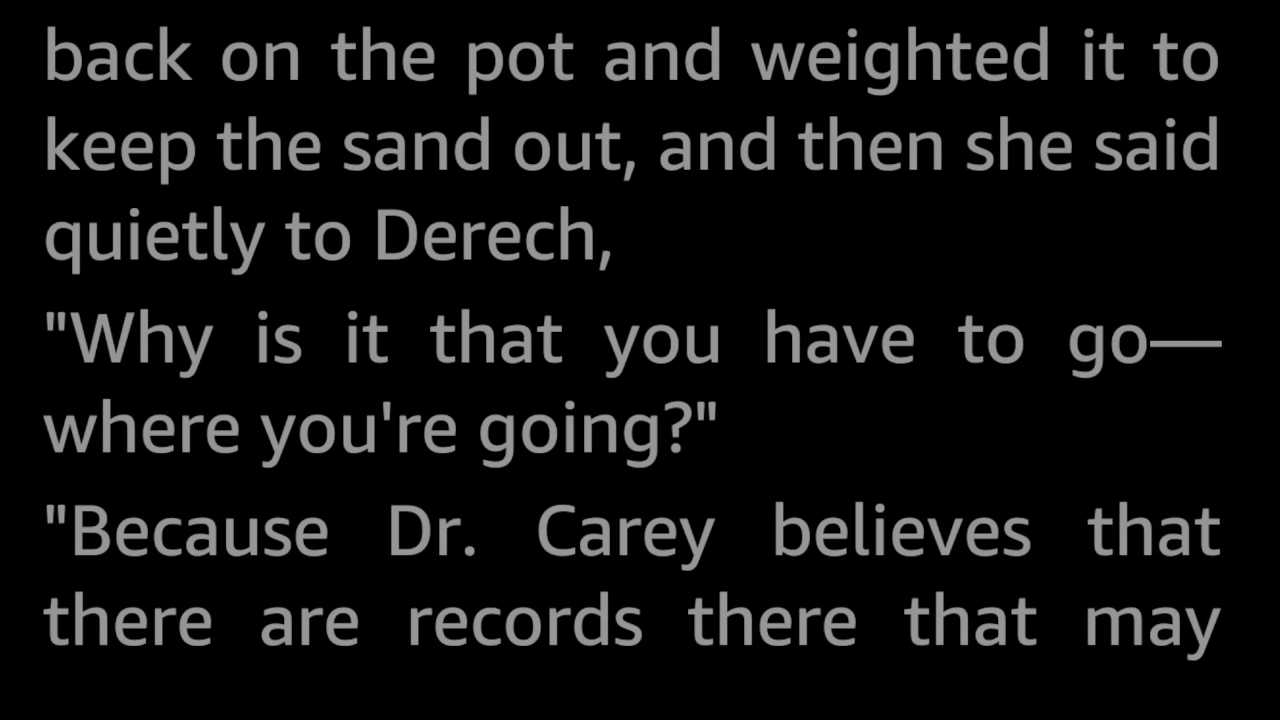 back on the pot and weighted it to
keep the sand out, and then she said
quietly to Derech,
"Why is it that you have to go—
where you're going?"
"Because Dr. Carey believes that
there are records there that may